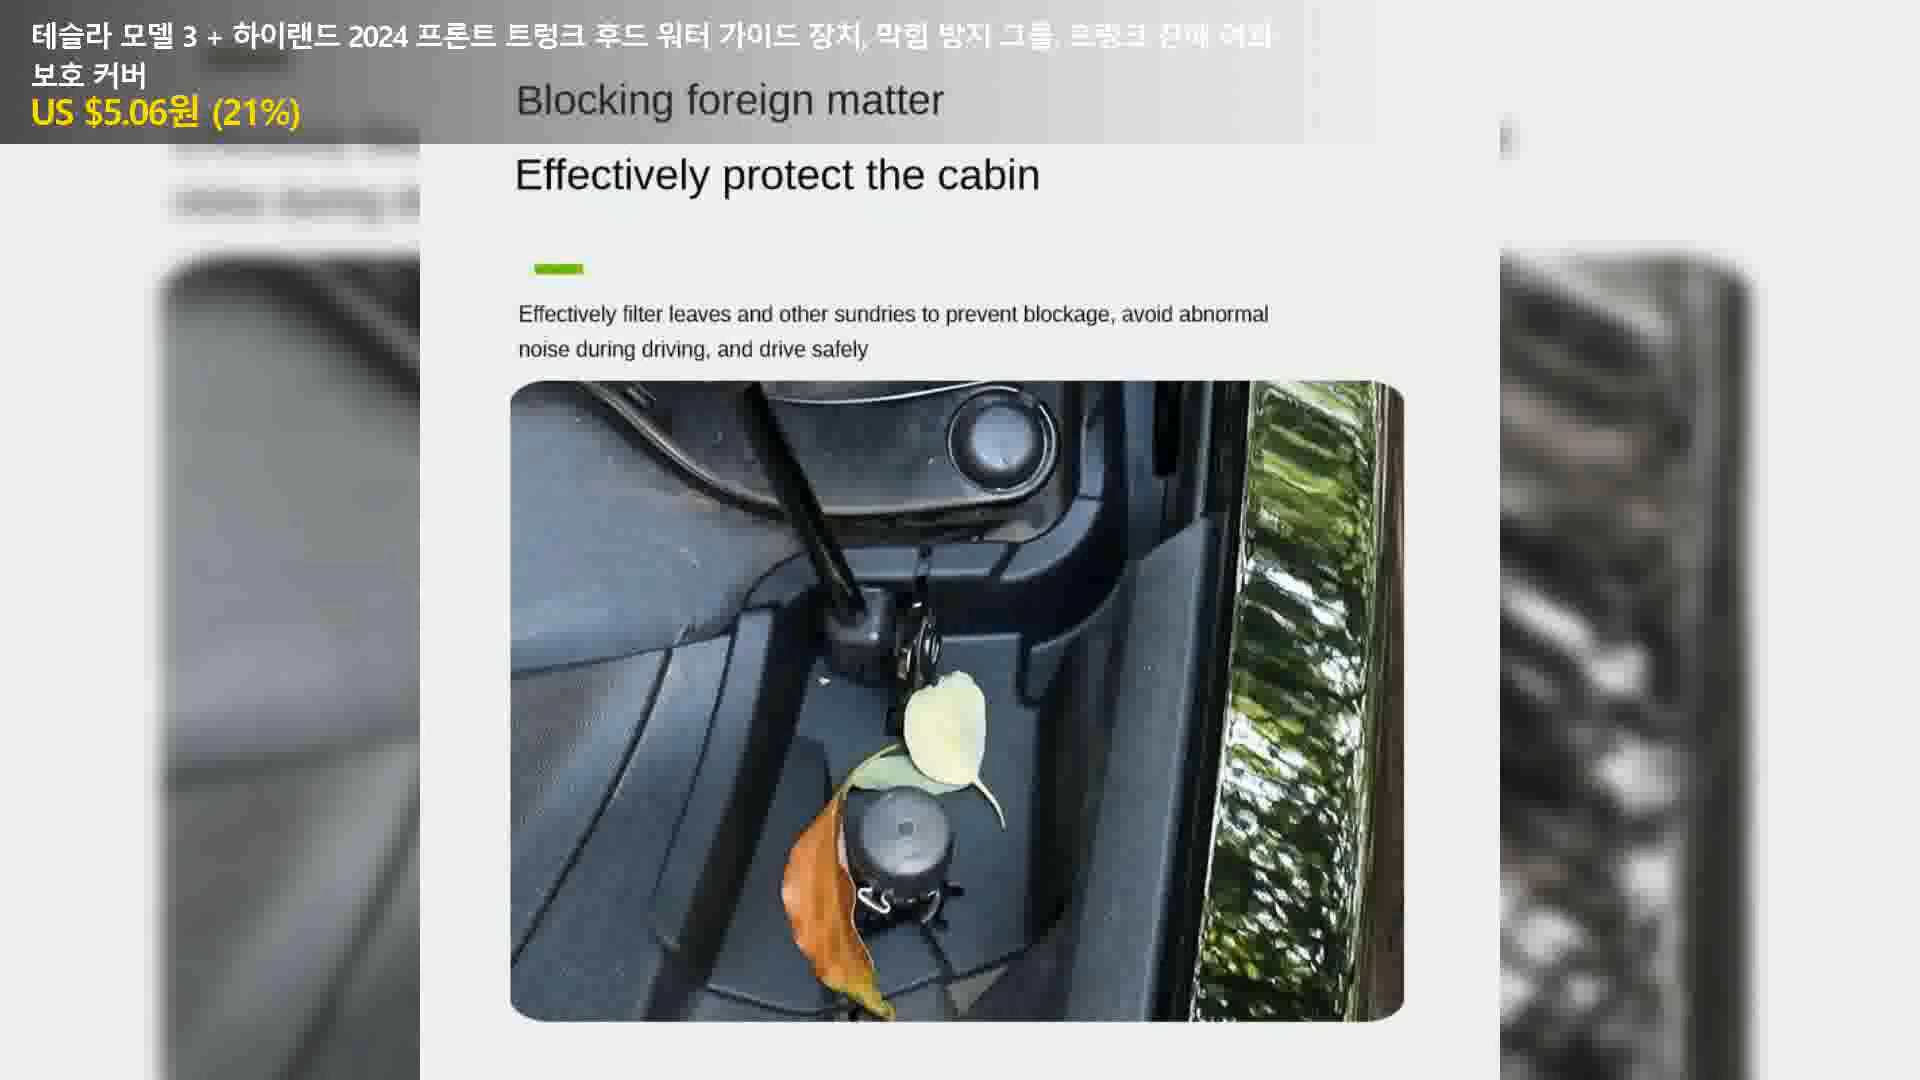 테슬라 모델 3 + 하이랜드 2024 프론트 트렁크 후드 워터 가이드 장치, 막힘 방지 그릴, 트렁크 잔해 여과
보호 커버
US $5.06원 (21%)
Blocking foreign matter
Effectively protect the cabin
Effectively filter leaves and other sundries to prevent blockage, avoid abnormal
noise during driving, and drive safely